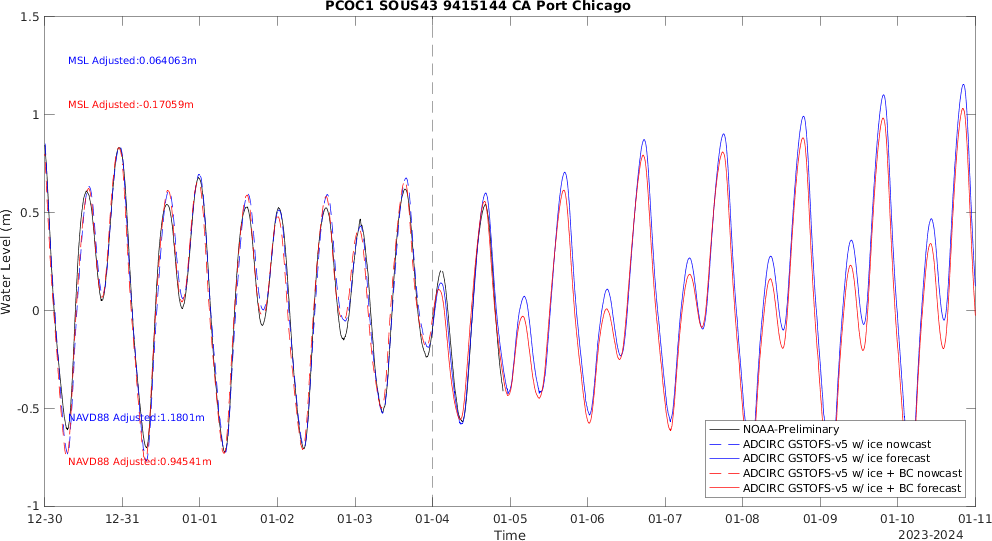 PCOC1 SOUS43 9415144 CA Port Chicago
1.5
MSL Adjusted:0.064063m
MSL Adjusted:-0.17059m
1
0.5
Water Level (m)
0
-0.5
NAVD88 Adjusted:1.1801m
NAVD88 Adjusted:0.94541m
-1
NOAA-Preliminary
ADCIRC GSTOFS-v5 w/ ice nowcast
ADCIRC GSTOFS-v5 w/ ice forecast
ADCIRC GSTOFS-v5 w/ ice + BC nowcast
ADCIRC GSTOFS-v5 w/ ice + BC forecast
12-30 12-31 01-01 01-02 01-03 01-04 01-05 01-06 01-07 01-08 01-09 01-10 01-11
Time
2023-2024